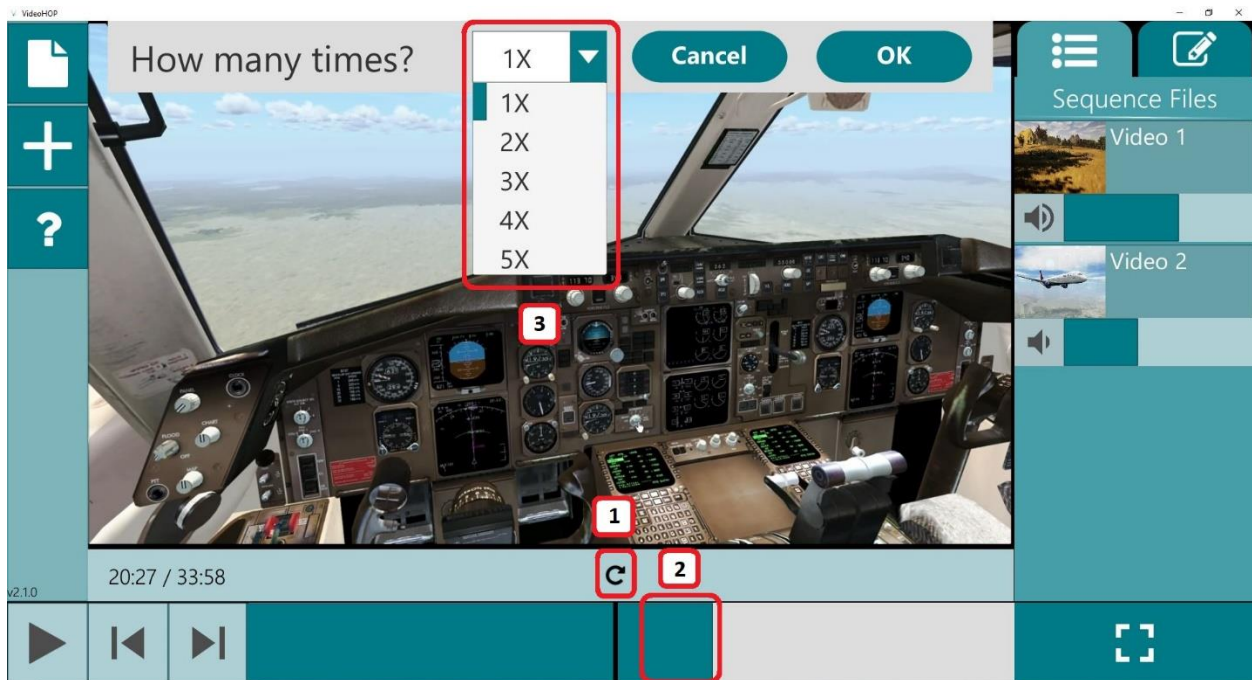 VideoHOP
How many times?
1X
Cancel
OK
1X
2X
3X
4X
5X
?
Sequence Files
Video 1
Video 2
3
1
2
20:27 / 33:58
v2.1.0